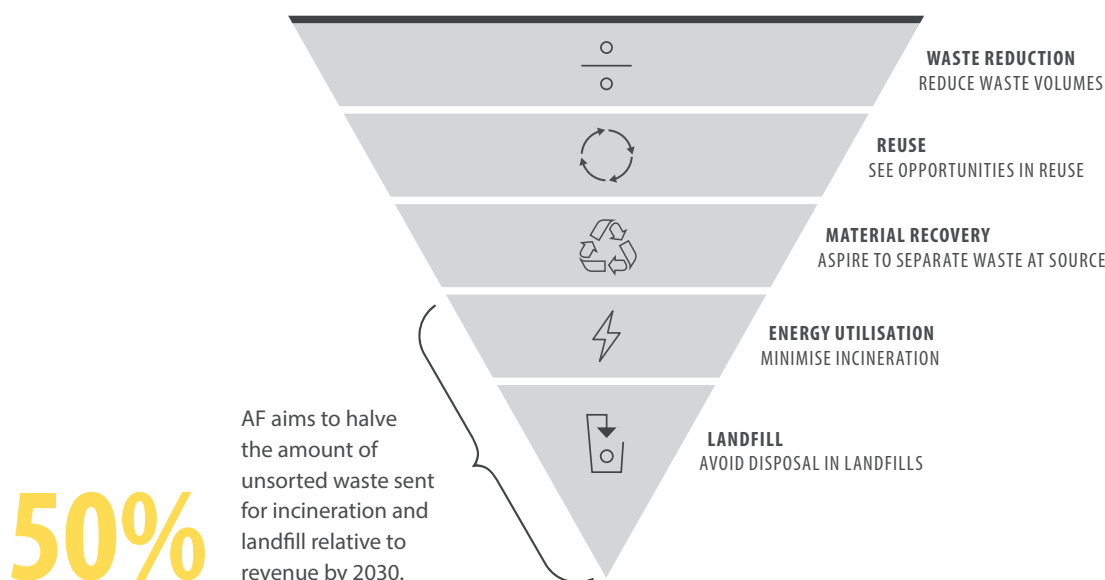 WASTE REDUCTION
REDUCE WASTE VOLUMES
REUSE
SEE OPPORTUNITIES IN REUSE
MATERIAL RECOVERY
ASPIRE TO SEPARATE WASTE AT SOURCE
ENERGY UTILISATION
MINIMISE INCINERATION
LANDFILL
AVOID DISPOSAL IN LANDFILLS
50%
AF aims to halve
the amount of
unsorted waste sent
for incineration and
landfill relative to
revenue by 2030.